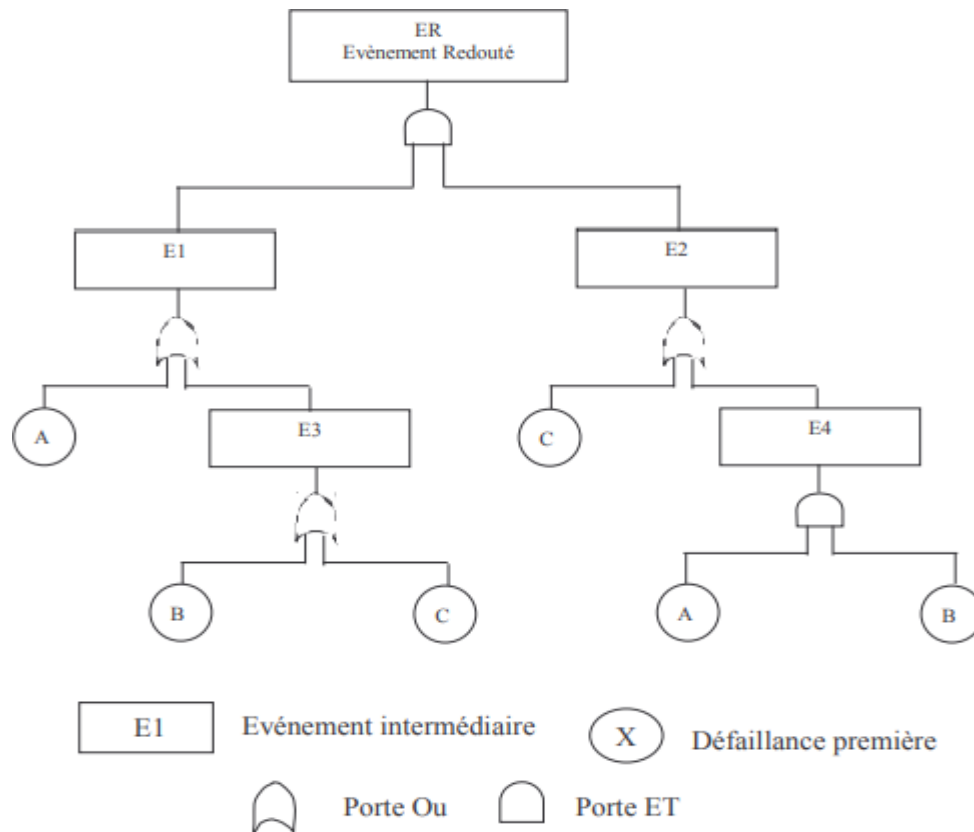 ER
Evènement Redouté
E1
E2
A
E3
C
E4
B
C
A
B
E1
Evénement intermédiaire
X
Défaillance première
Porte Ou
Porte ET